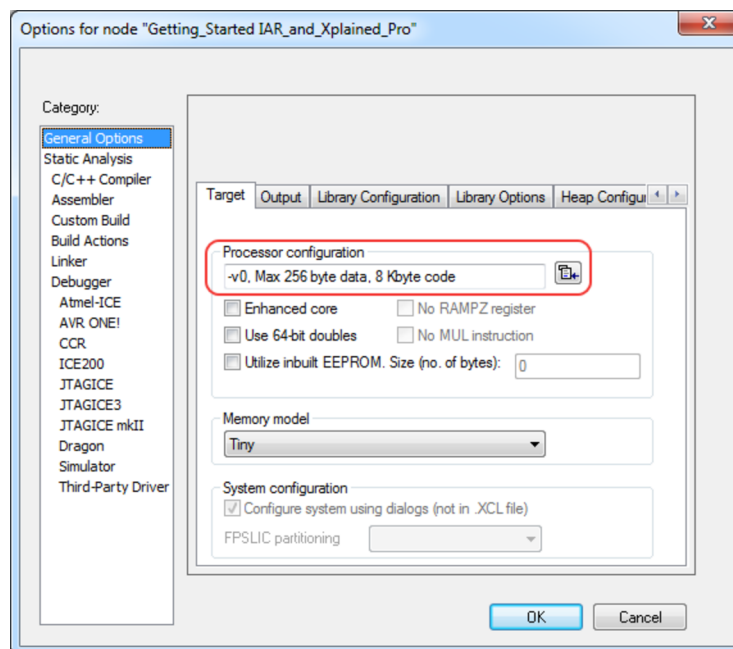 Options for node "Getting_Started IAR_and_Xplained_Pro"
Category:
General Options
Static Analysis
C/C++ Compiler
Assembler
Custom Build
Build Actions
Linker
Debugger
Atmel-ICE
AVR ONE!
CCR
ICE200
JTAGICE
JTAGICE3
JTAGICE mkII
Dragon
Simulator
Third-Party Driver
Target Output Library Configuration Library Options Heap Configu
Processor configuration
-v0, Max 256 byte data, 8 Kbyte code
Enhanced core No RAMPZ register
Use 64-bit doubles No MUL instruction
Utilize inbuilt EEPROM. Size (no. of bytes): 0
Memory model
Tiny
System configuration
Configure system using dialogs (not in .XCL file)
FPSLIC partitioning
OK Cancel